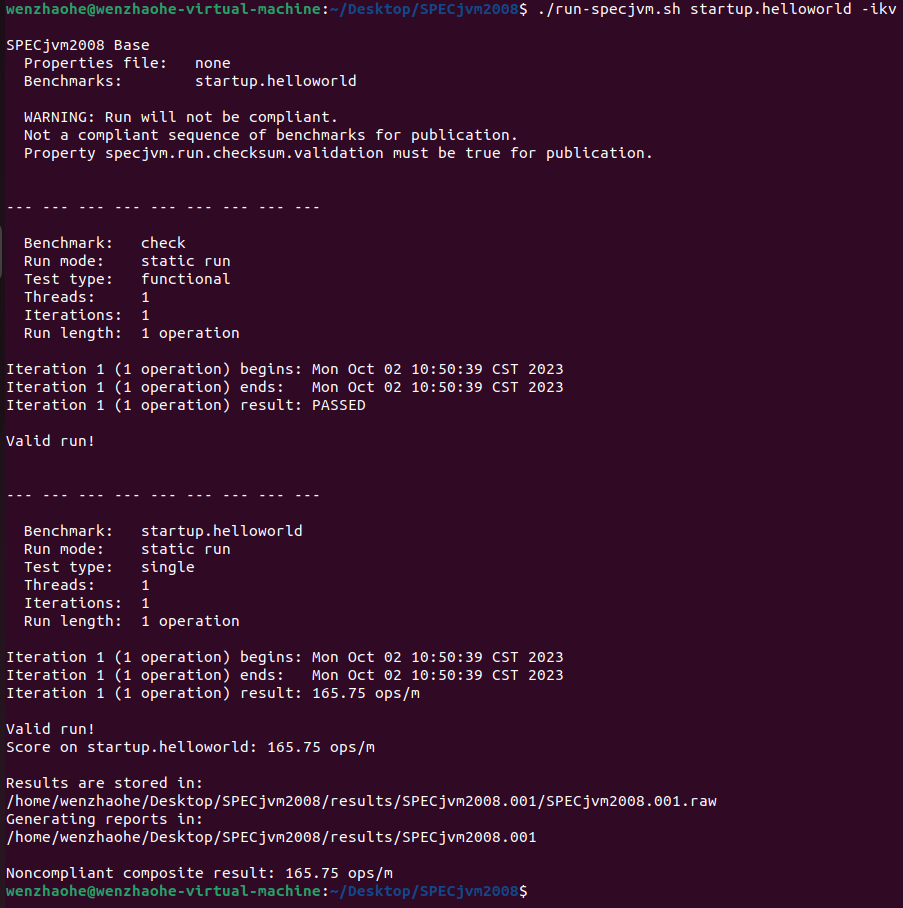 wenzhaohe@wenzhaohe-virtual-machine:~/Desktop/SPECjvm2008$ ./run-specjvm.sh startup.helloworld -ikv
SPECjvm2008 Base
Properties file:   none
Benchmarks:        startup.helloworld
WARNING: Run will not be compliant.
Not a compliant sequence of benchmarks for publication.
Property specjvm.run.checksum.validation must be true for publication.
--- --- --- --- --- --- --- --- ---
Benchmark:   check
Run mode:    static run
Test type:   functional
Threads:     1
Iterations:  1
Run length:  1 operation
Iteration 1 (1 operation) begins: Mon Oct 02 10:50:39 CST 2023
Iteration 1 (1 operation) ends:   Mon Oct 02 10:50:39 CST 2023
Iteration 1 (1 operation) result: PASSED
Valid run!
--- --- --- --- --- --- --- --- ---
Benchmark:   startup.helloworld
Run mode:    static run
Test type:   single
Threads:     1
Iterations:  1
Run length:  1 operation
Iteration 1 (1 operation) begins: Mon Oct 02 10:50:39 CST 2023
Iteration 1 (1 operation) ends:   Mon Oct 02 10:50:39 CST 2023
Iteration 1 (1 operation) result: 165.75 ops/m
Valid run!
Score on startup.helloworld: 165.75 ops/m
Results are stored in:
/home/wenzhaohe/Desktop/SPECjvm2008/results/SPECjvm2008.001/SPECjvm2008.001.raw
Generating reports in:
/home/wenzhaohe/Desktop/SPECjvm2008/results/SPECjvm2008.001
Noncompliant composite result: 165.75 ops/m
wenzhaohe@wenzhaohe-virtual-machine:~/Desktop/SPECjvm2008$